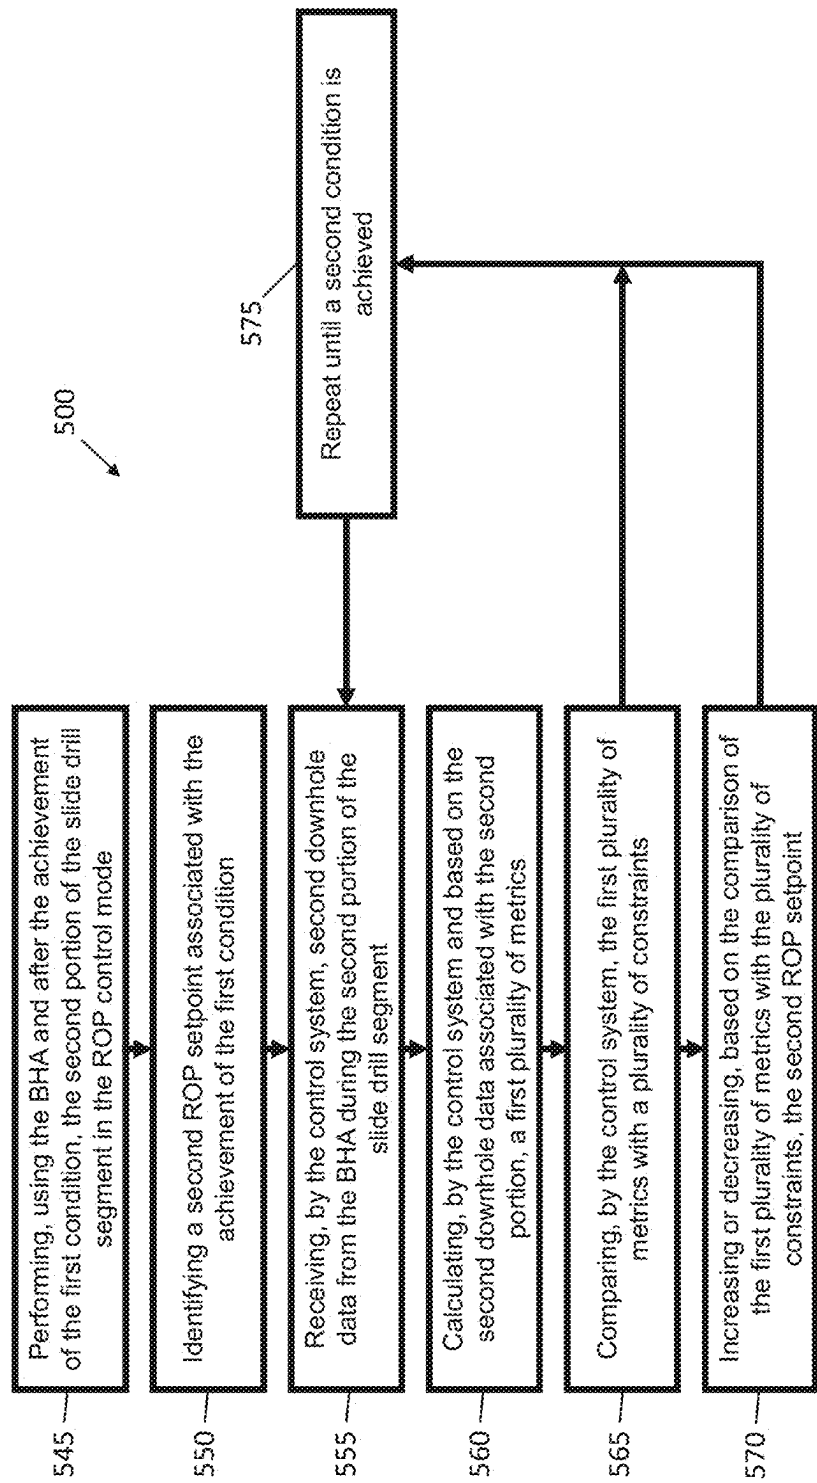 500
545
Performing, using the BHA and after the achievement
of the first condition, the second portion of the slide drill
segment in the ROP control mode
550
Identifying a second ROP setpoint associated with the
achievement of the first condition
555
Receiving, by the control system, second downhole
data from the BHA during the second portion of the
slide drill segment
560
Calculating, by the control system and based on the
second downhole data associated with the second
portion, a first plurality of metrics
565
Comparing, by the control system, the first plurality of
metrics with a plurality of constraints
570
Increasing or decreasing, based on the comparison of
the first plurality of metrics with the plurality of
constraints, the second ROP setpoint
575
Repeat until a second condition is
achieved